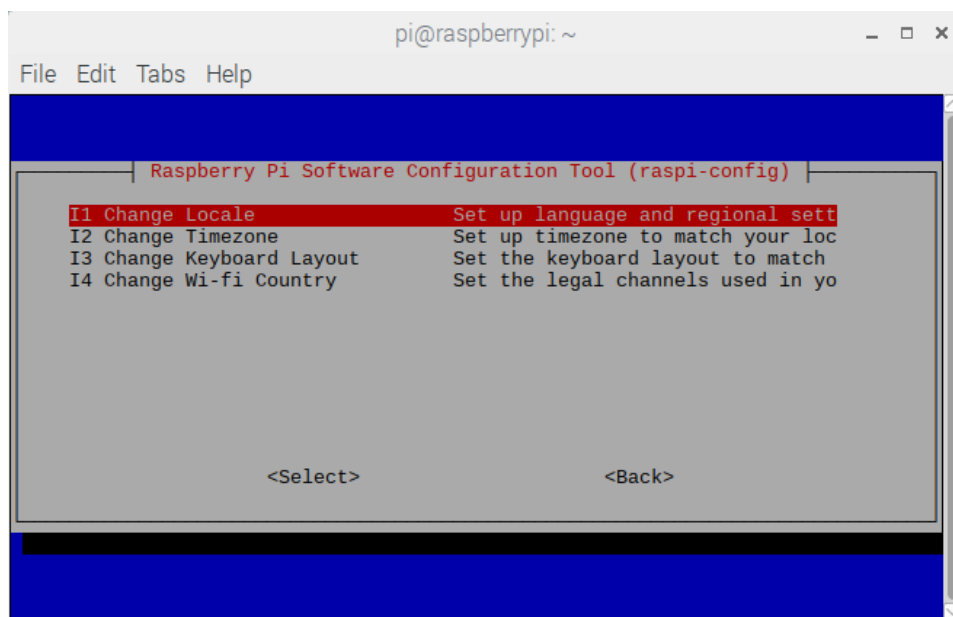 pi@raspberrypi: ~
File Edit Tabs Help
Raspberry Pi Software Configuration Tool (raspi-config)
I1 Change Locale Set up language and regional sett
I2 Change Timezone Set up timezone to match your loc
I3 Change Keyboard Layout Set the keyboard layout to match
I4 Change Wi-fi Country Set the legal channels used in yo
<Select> <Back>